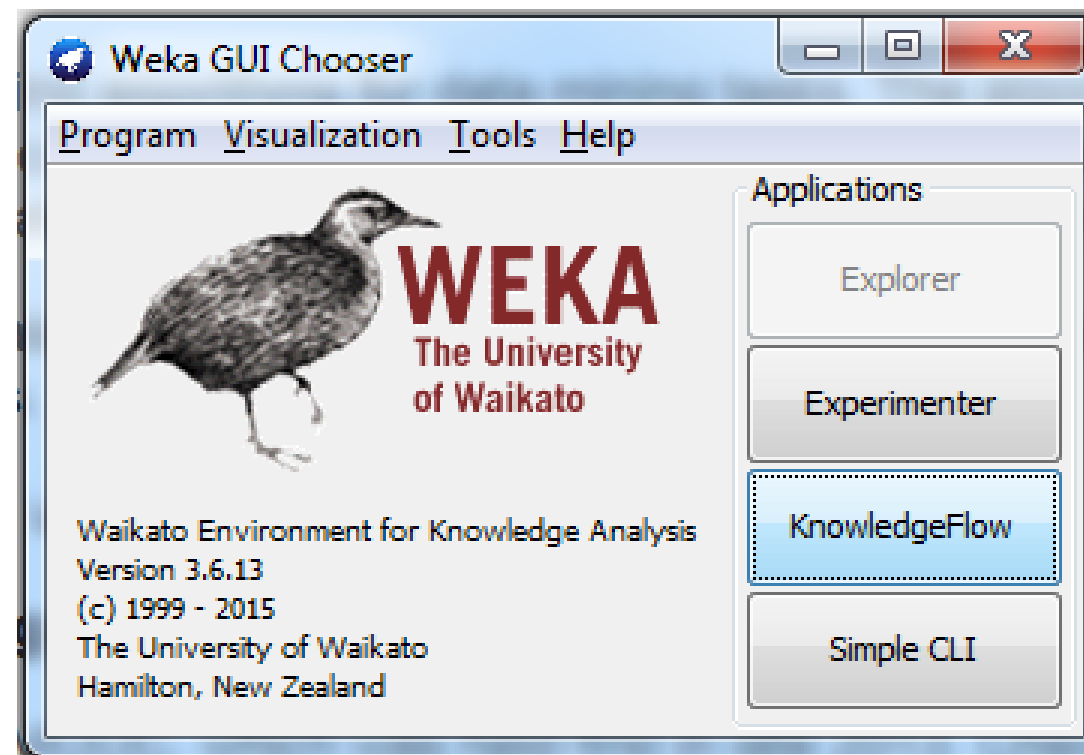 Weka GUI Chooser
Program Visualization Tools Help
WEKA
The University
of Waikato
Waikato Environment for Knowledge Analysis
Version 3.6.13
(c) 1999 - 2015
The University of Waikato
Hamilton, New Zealand
Applications
Explorer
Experimenter
KnowledgeFlow
Simple CLI